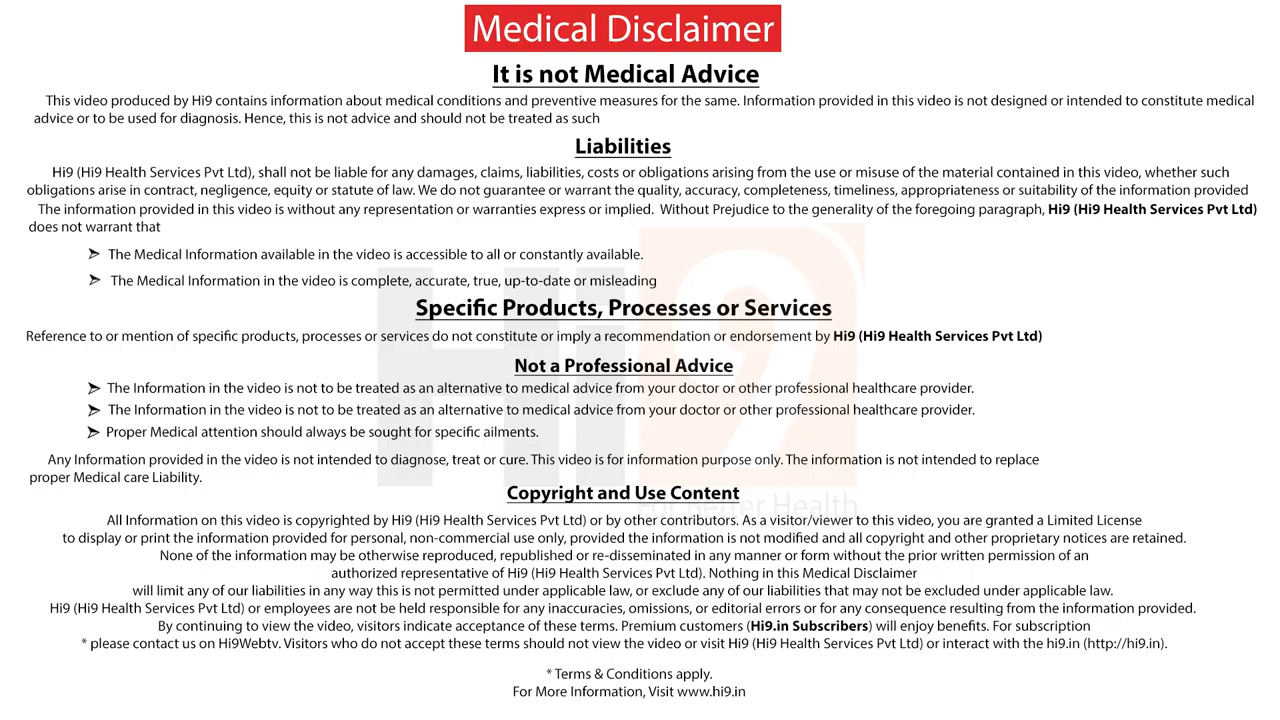 Medical Disclaimer
It is not Medical Advice
This video produced by Hi9 contains information about medical conditions and preventive measures for the same. Information provided in this video is not designed or intended to constitute medical
advice or to be used for diagnosis. Hence, this is not advice and should not be treated as such
Liabilities
Hi9 (Hi9 Health Services Pvt Ltd), shall not be liable for any damages, claims, liabilities, costs or obligations arising from the use or misuse of the material contained in this video, whether such
obligations arise in contract, negligence, equity or statute of law. We do not guarantee or warrant the quality, accuracy, completeness, timeliness, appropriateness or suitability of the information provided
The information provided in this video is without any representation or warranties express or implied. Without Prejudice to the generality of the foregoing paragraph, Hi9 (Hi9 Health Services Pvt Ltd)
does not warrant that
➢ The Medical Information available in the video is accessible to all or constantly available.
➢ The Medical Information in the video is complete, accurate, true, up-to-date or misleading
Specific Products, Processes or Services
Reference to or mention of specific products, processes or services do not constitute or imply a recommendation or endorsement by Hi9 (Hi9 Health Services Pvt Ltd)
Not a Professional Advice
➢ The Information in the video is not to be treated as an alternative to medical advice from your doctor or other professional healthcare provider.
➢ The Information in the video is not to be treated as an alternative to medical advice from your doctor or other professional healthcare provider.
➢ Proper Medical attention should always be sought for specific ailments.
Any Information provided in the video is not intended to diagnose, treat or cure. This video is for information purpose only. The information is not intended to replace
proper Medical care Liability.
Hi9
For Better Health
Copyright and Use Content
All Information on this video is copyrighted by Hi9 (Hi9 Health Services Pvt Ltd) or by other contributors. As a visitor/viewer to this video, you are granted a Limited License
to display or print the information provided for personal, non-commercial use only, provided the information is not modified and all copyright and other proprietary notices are retained.
None of the information may be otherwise reproduced, republished or re-disseminated in any manner or form without the prior written permission of an
authorized representative of Hi9 (Hi9 Health Services Pvt Ltd). Nothing in this Medical Disclaimer
will limit any of our liabilities in any way this is not permitted under applicable law, or exclude any of our liabilities that may not be excluded under applicable law.
Hi9 (Hi9 Health Services Pvt Ltd) or employees are not be held responsible for any inaccuracies, omissions, or editorial errors or for any consequence resulting from the information provided.
By continuing to view the video, visitors indicate acceptance of these terms. Premium customers (Hi9.in Subscribers) will enjoy benefits. For subscription
* please contact us on Hi9Webtv. Visitors who do not accept these terms should not view the video or visit Hi9 (Hi9 Health Services Pvt Ltd) or interact with the hi9.in (http://hi9.in).
* Terms & Conditions apply.
For More Information, Visit www.hi9.in